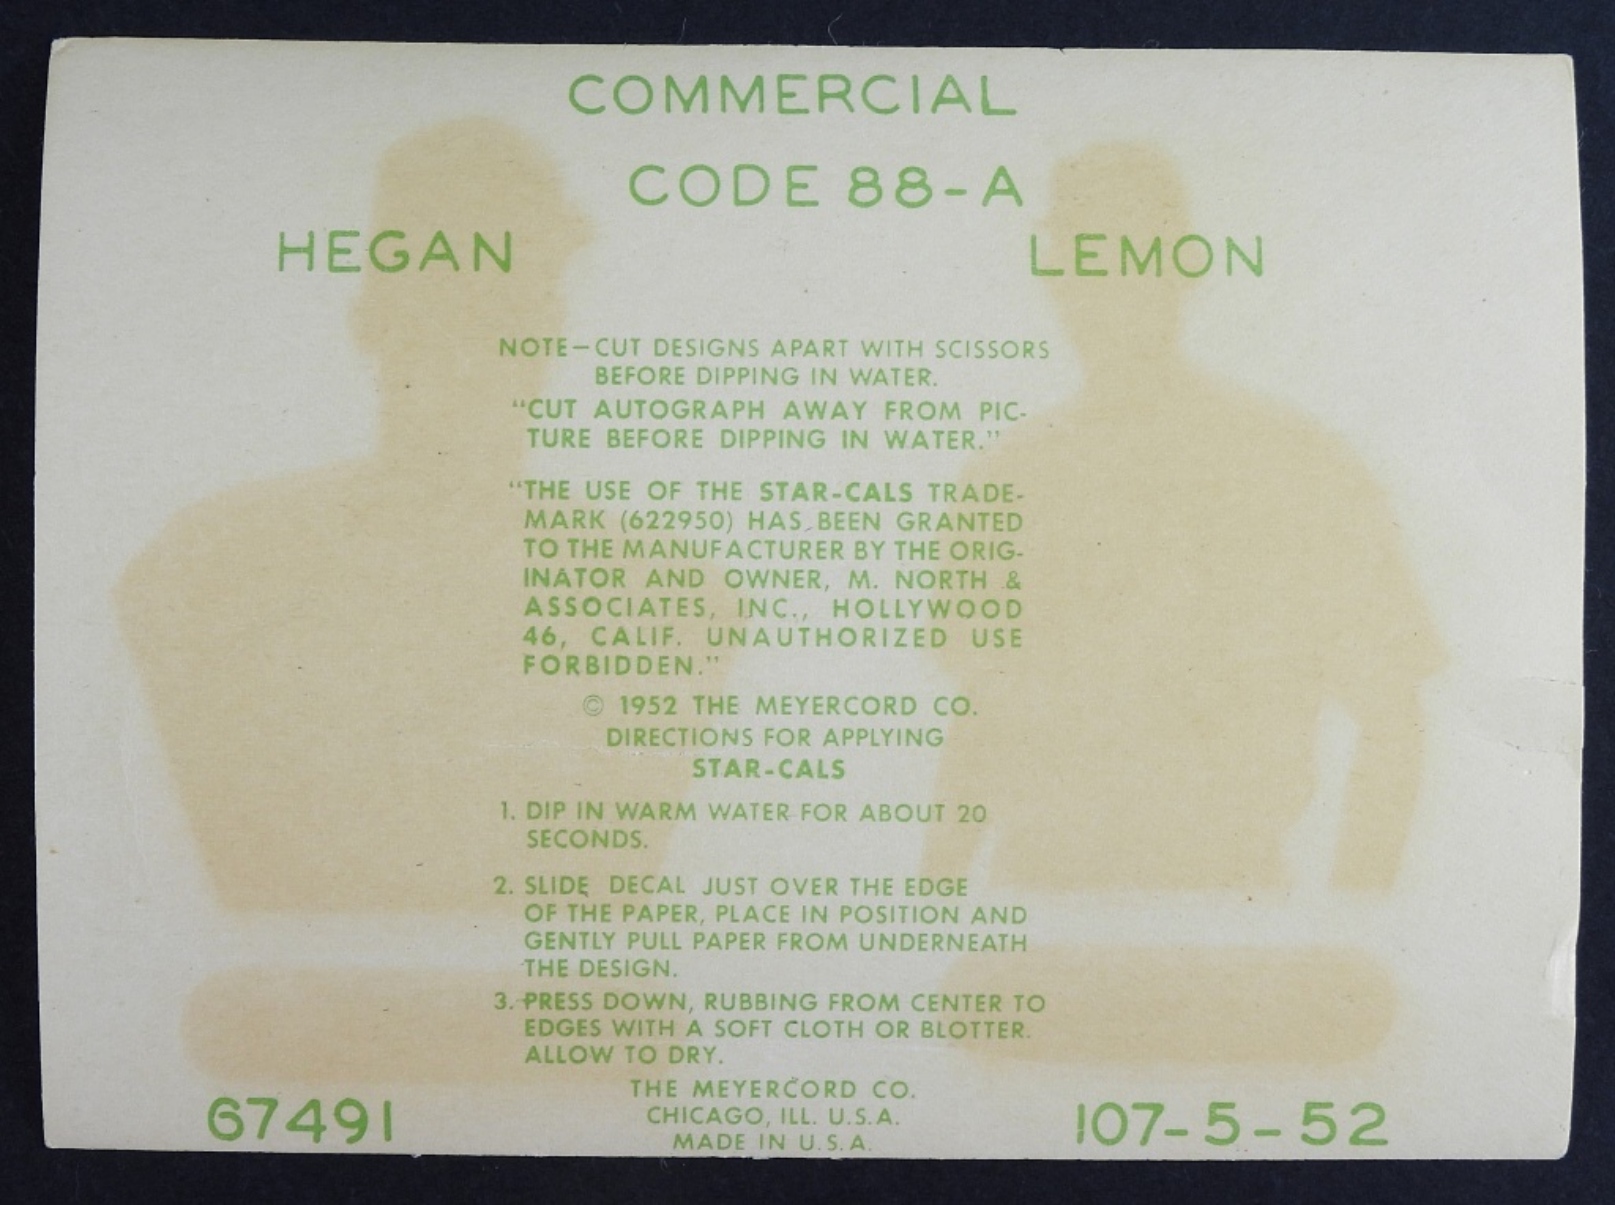 COMMERCIAL
CODE 88-A
HEGAN
LEMON
NOTE—CUT DESIGNS APART WITH SCISSORS
BEFORE DIPPING IN WATER.
"CUT AUTOGRAPH AWAY FROM PIC-
TURE BEFORE DIPPING IN WATER."
"THE USE OF THE STAR-CALS TRADE-
MARK (622950) HAS BEEN GRANTED
TO THE MANUFACTURER BY THE ORIG-
INATOR AND OWNER, M. NORTH &
ASSOCIATES, INC., HOLLYWOOD
46, CALIF. UNAUTHORIZED USE
FORBIDDEN."
© 1952 THE MEYERCORD CO.
DIRECTIONS FOR APPLYING
STAR-CALS
1. DIP IN WARM WATER FOR ABOUT 20
SECONDS.
2. SLIDE DECAL JUST OVER THE EDGE
OF THE PAPER, PLACE IN POSITION AND
GENTLY PULL PAPER FROM UNDERNEATH
THE DESIGN.
3. PRESS DOWN, RUBBING FROM CENTER TO
EDGES WITH A SOFT CLOTH OR BLOTTER.
ALLOW TO DRY.
THE MEYERCORD CO.
CHICAGO, ILL. U.S.A.
MADE IN U.S.A.
67491
107-5-52